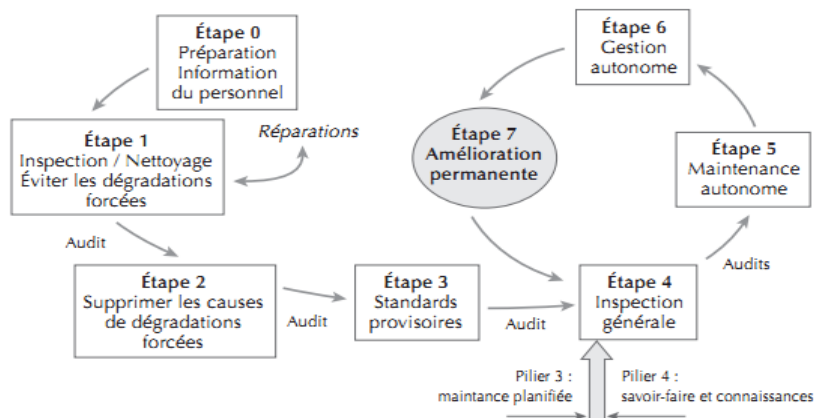 Étape 0
Préparation
Information
du personnel
Étape 1
Inspection / Nettoyage
Éviter les dégradations
forcées
Réparations
Audit
Étape 2
Supprimer les causes
de dégradations
forcées
Audit
Étape 3
Standards
provisoires
Audit
Étape 4
Inspection
générale
Audits
Étape 5
Maintenance
autonome
Étape 6
Gestion
autonome
Étape 7
Amélioration
permanente
Pilier 3 :
maintance planifiée
Pilier 4 :
savoir-faire et connaissances